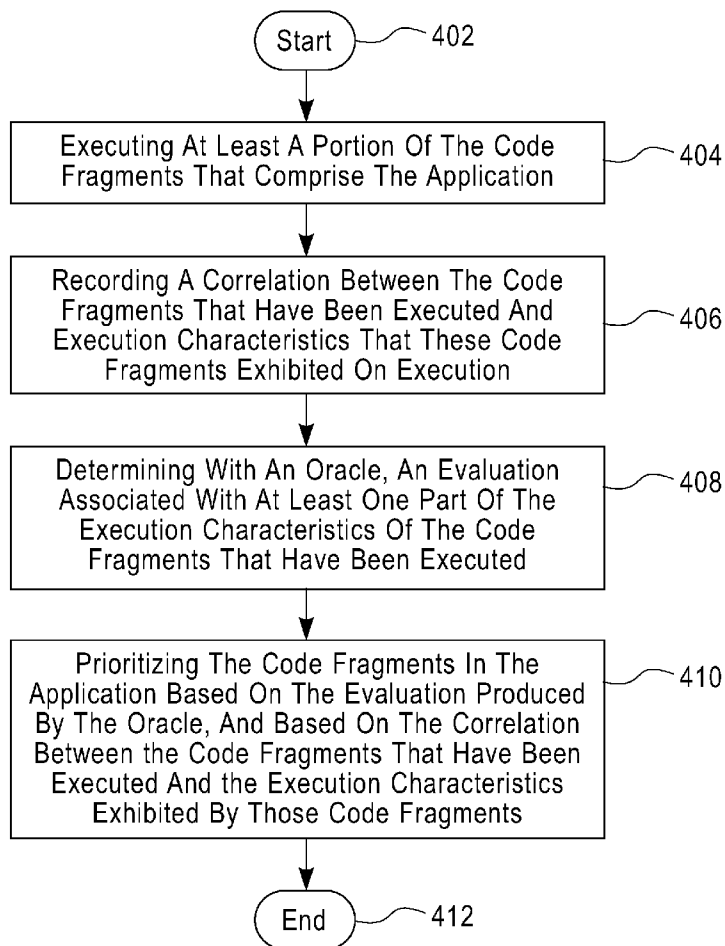 Start
402
Executing At Least A Portion Of The Code
Fragments That Comprise The Application
404
Recording A Correlation Between The Code
Fragments That Have Been Executed And
Execution Characteristics That These Code
Fragments Exhibited On Execution
406
Determining With An Oracle, An Evaluation
Associated With At Least One Part Of The
Execution Characteristics Of The Code
Fragments That Have Been Executed
408
Prioritizing The Code Fragments In The
Application Based On The Evaluation Produced
By The Oracle, And Based On The Correlation
Between the Code Fragments That Have Been
Executed And the Execution Characteristics
Exhibited By Those Code Fragments
410
End
412